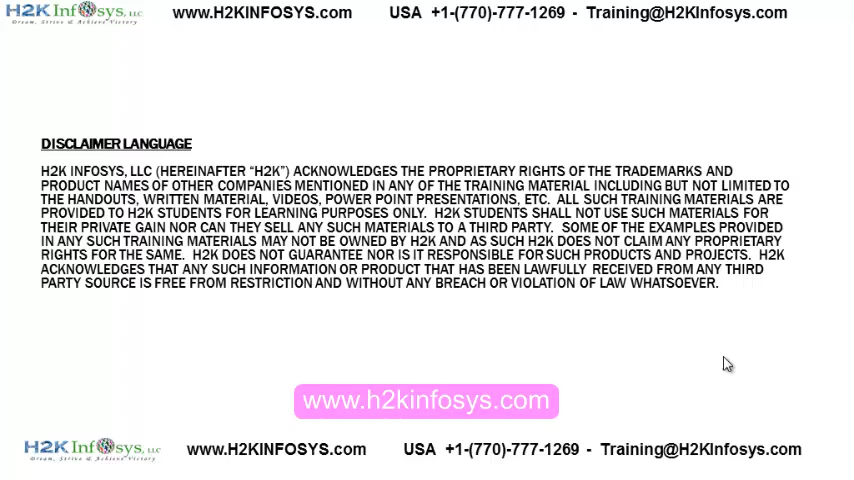 H2K Infosys, LLC
Dream, Strive & Achieve Victory
www.H2KINFOSYS.com USA +1-(770)-777-1269 - Training@H2KInfosys.com
DISCLAIMER LANGUAGE
H2K INFOSYS, LLC (HEREINAFTER “H2K”) ACKNOWLEDGES THE PROPRIETARY RIGHTS OF THE TRADEMARKS AND
PRODUCT NAMES OF OTHER COMPANIES MENTIONED IN ANY OF THE TRAINING MATERIAL INCLUDING BUT NOT LIMITED TO
THE HANDOUTS, WRITTEN MATERIAL, VIDEOS, POWER POINT PRESENTATIONS, ETC. ALL SUCH TRAINING MATERIALS ARE
PROVIDED TO H2K STUDENTS FOR LEARNING PURPOSES ONLY. H2K STUDENTS SHALL NOT USE SUCH MATERIALS FOR
THEIR PRIVATE GAIN NOR CAN THEY SELL ANY SUCH MATERIALS TO A THIRD PARTY. SOME OF THE EXAMPLES PROVIDED
IN ANY SUCH TRAINING MATERIALS MAY NOT BE OWNED BY H2K AND AS SUCH H2K DOES NOT CLAIM ANY PROPRIETARY
RIGHTS FOR THE SAME. H2K DOES NOT GUARANTEE NOR IS IT RESPONSIBLE FOR SUCH PRODUCTS AND PROJECTS. H2K
ACKNOWLEDGES THAT ANY SUCH INFORMATION OR PRODUCT THAT HAS BEEN LAWFULLY RECEIVED FROM ANY THIRD
PARTY SOURCE IS FREE FROM RESTRICTION AND WITHOUT ANY BREACH OR VIOLATION OF LAW WHATSOEVER.
www.h2kinfosys.com
H2K Infosys, LLC
Dream, Strive & Achieve Victory
www.H2KINFOSYS.com USA +1-(770)-777-1269 - Training@H2KInfosys.com